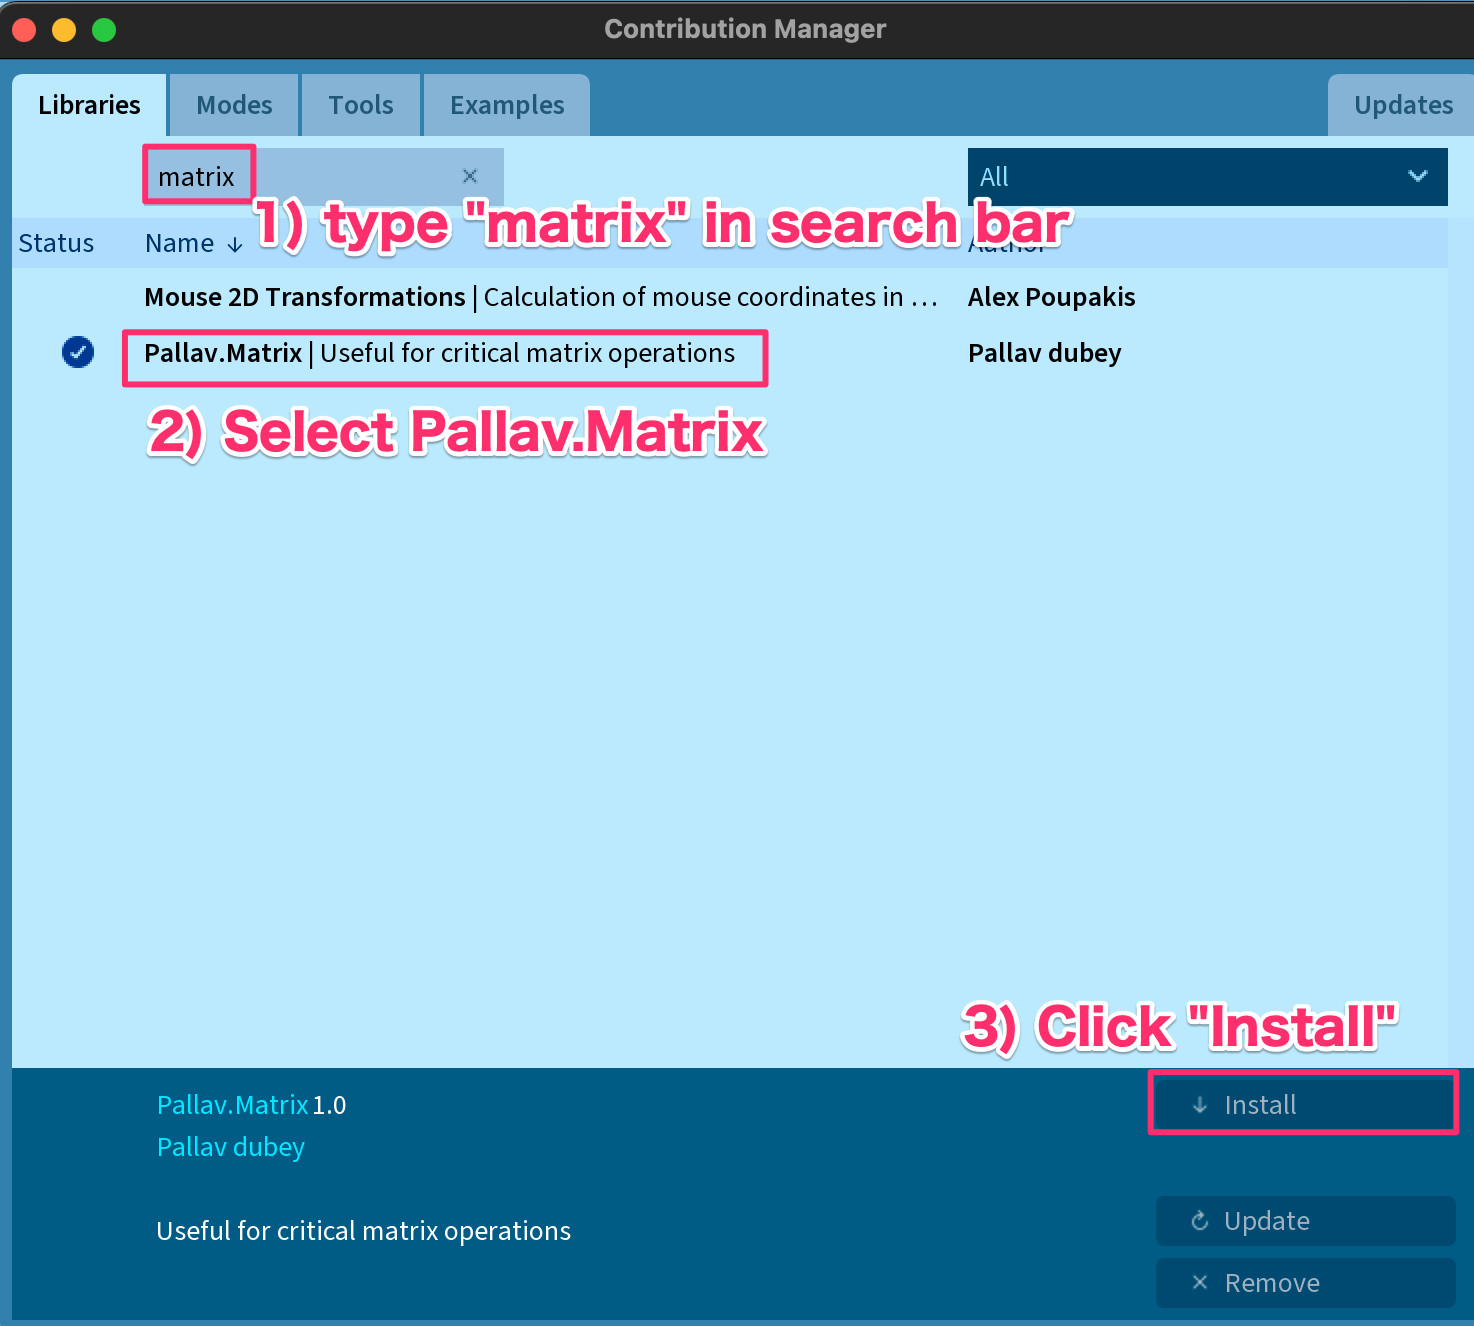 Contribution Manager
Libraries Modes Tools Examples Updates
matrix All
1) type "matrix" in search bar
Status Name Author
Mouse 2D Transformations | Calculation of mouse coordinates in ... Alex Poupakis
Pallav.Matrix | Useful for critical matrix operations Pallav dubey
2) Select Pallav.Matrix
3) Click "Install"
Pallav.Matrix 1.0 Install
Pallav dubey
Useful for critical matrix operations Update
Remove